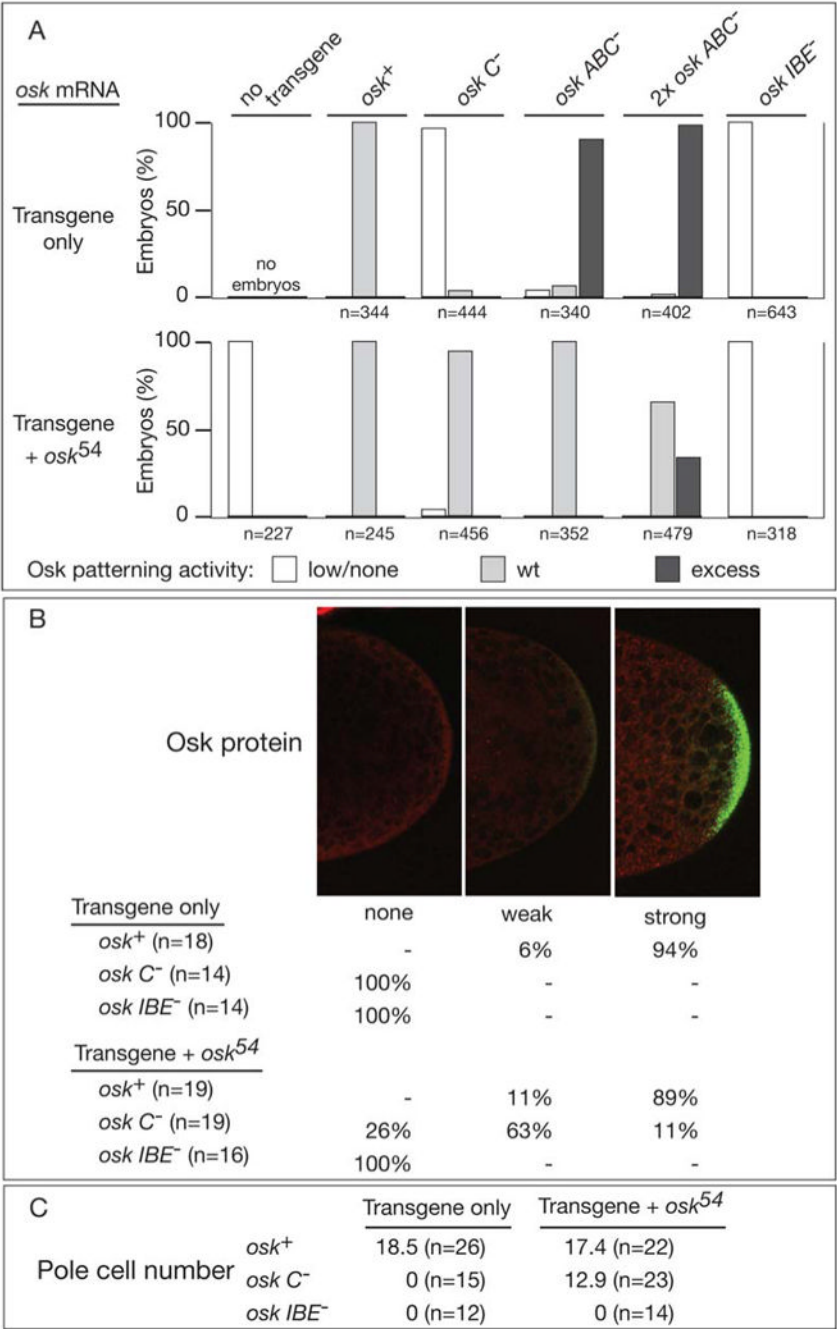 A
osk mRNA
no transgene osk+ osk C- osk ABC- 2x osk ABC- osk IBE-
Transgene only
Embryos (%)
100
50
0
no embryos
n=344 n=444 n=340 n=402 n=643
Transgene + osk54
Embryos (%)
100
50
0
n=227 n=245 n=456 n=352 n=479 n=318
Osk patterning activity: low/none wt excess
B
Osk protein
none weak strong
Transgene only
osk+ (n=18) - 6% 94%
osk C- (n=14) 100% - -
osk IBE- (n=14) 100% - -
Transgene + osk54
osk+ (n=19) - 11% 89%
osk C- (n=19) 26% 63% 11%
osk IBE- (n=16) 100% - -
C
Transgene only Transgene + osk54
Pole cell number
osk+ 18.5 (n=26) 17.4 (n=22)
osk C- 0 (n=15) 12.9 (n=23)
osk IBE- 0 (n=12) 0 (n=14)